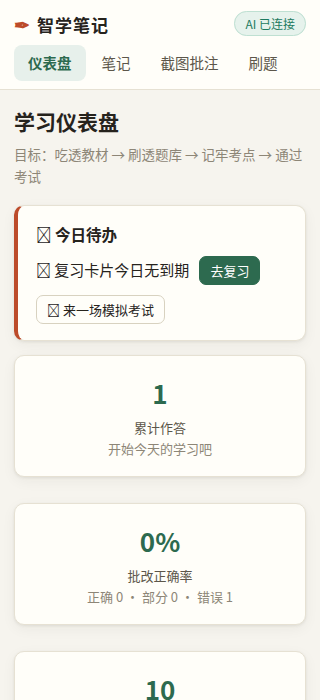 智学笔记
AI 已连接
仪表盘 笔记 截图批注 刷题
学习仪表盘
目标：吃透教材 → 刷透题库 → 记牢考点 → 通过
考试
今日待办
复习卡片今日无到期 去复习
来一场模拟考试
1
累计作答
开始今天的学习吧
0%
批改正确率
正确 0 · 部分 0 · 错误 1
10